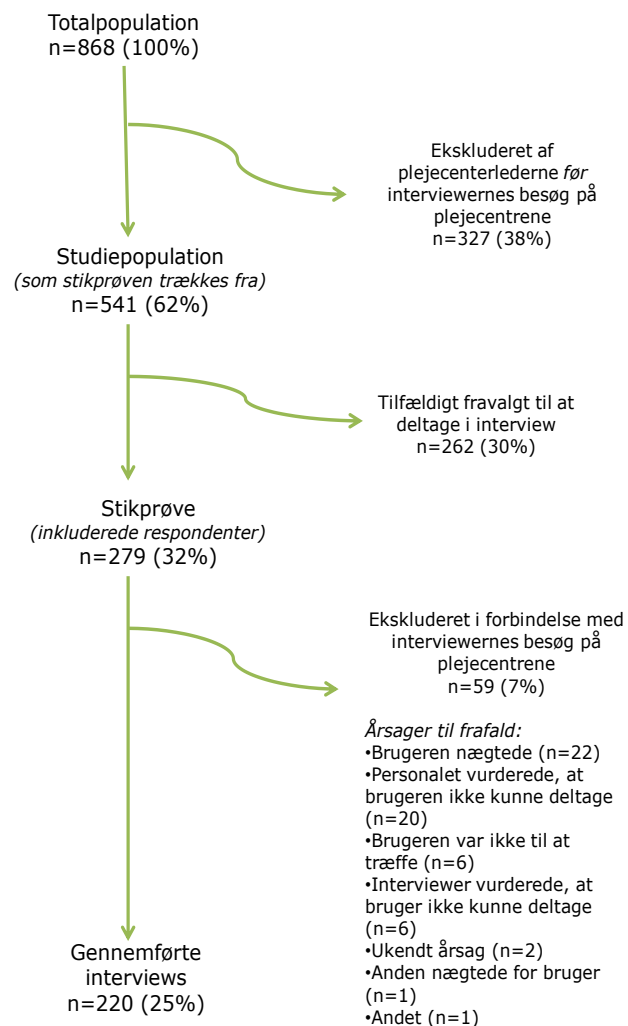 Totalpopulation
n=868 (100%)
Ekskluderet af
plejecenterlederne før
interviewernes besøg på
plejecentrene
n=327 (38%)
Studiepopulation
(som stikprøven trækkes fra)
n=541 (62%)
Tilfældigt fravalgt til at
deltage i interview
n=262 (30%)
Stikprøve
(inkluderede respondenter)
n=279 (32%)
Ekskluderet i forbindelse med
interviewernes besøg på
plejecentrene
n=59 (7%)
Årsager til frafald:
•Brugeren nægtede (n=22)
•Personalet vurderede, at
brugeren ikke kunne deltage
(n=20)
•Brugeren var ikke til at
træffe (n=6)
•Interviewer vurderede, at
bruger ikke kunne deltage
(n=6)
•Ukendt årsag (n=2)
•Anden nægtede for bruger
(n=1)
•Andet (n=1)
Gennemførte
interviews
n=220 (25%)